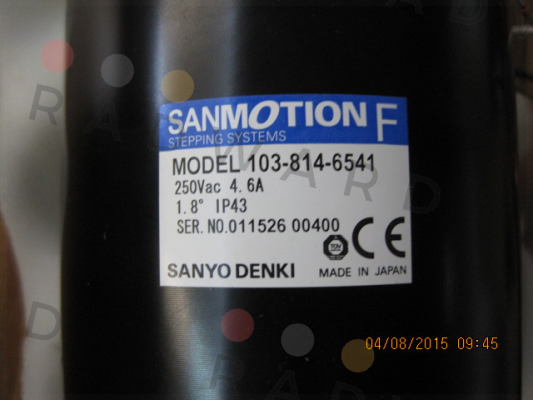 SANMOTION F
STEPPING SYSTEMS
MODEL 103-814-6541
250Vac 4.6A
1.8° IP43
SER. NO.011526 00400
TUV
CE
SANYO DENKI
MADE IN JAPAN
04/08/2015 09:45